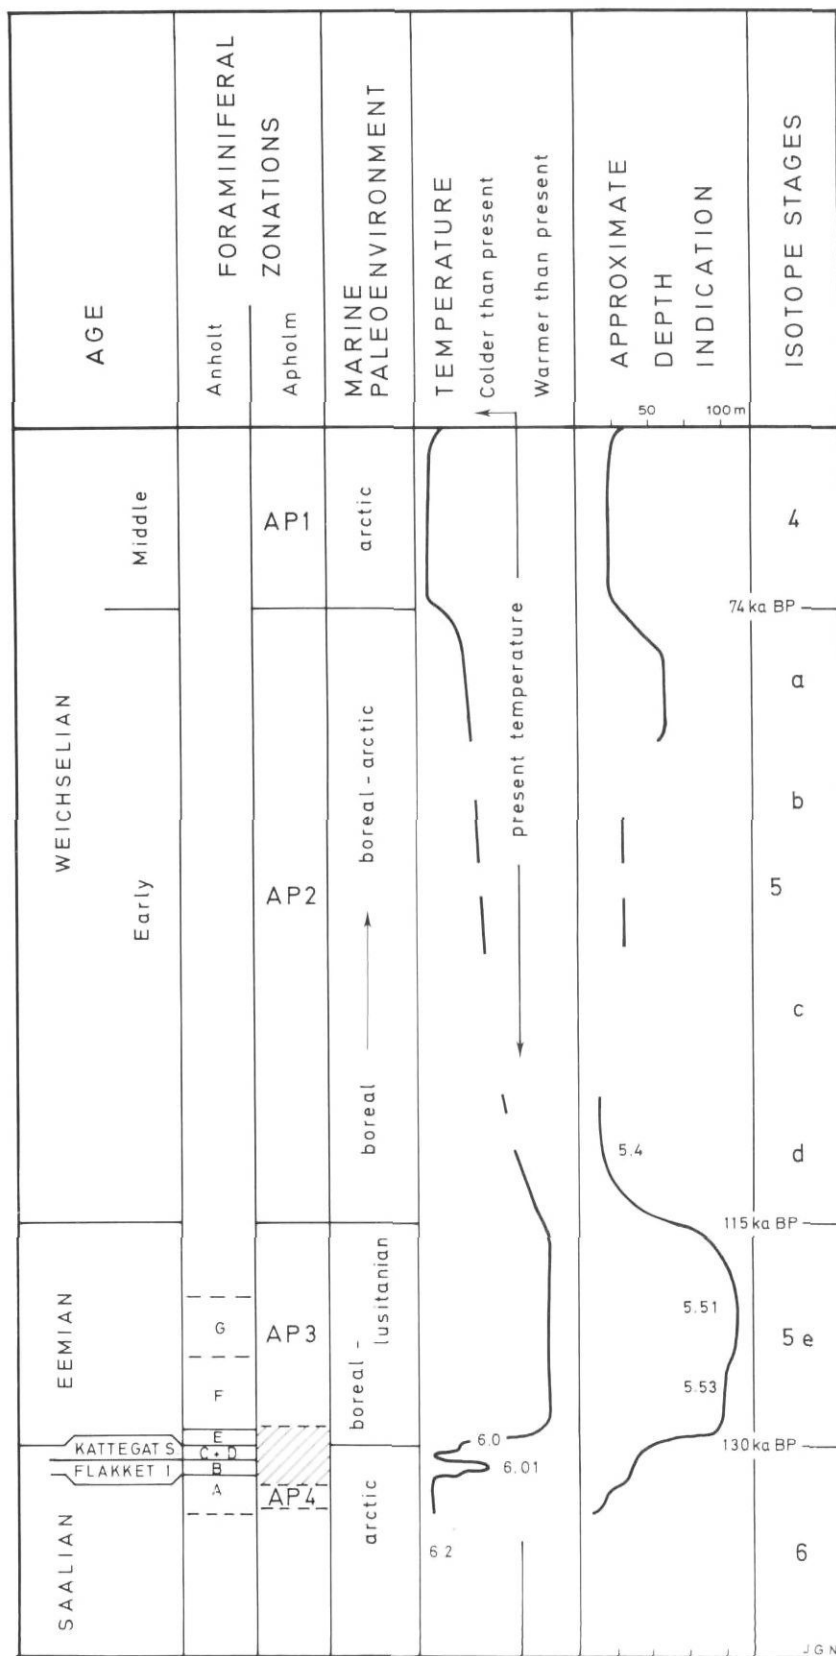 AGE
FORAMINIFERAL
ZONATIONS
Anholt
Apholm
MARINE
PALEOENVIRONMENT
TEMPERATURE
Colder than present
Warmer than present
APPROXIMATE
DEPTH
INDICATION
50 100 m
ISOTOPE STAGES
WEICHSELIAN
Middle
AP1
arctic
4
74 ka BP
Early
AP2
boreal
boreal-arctic
present temperature
a
b
5
c
d
5.4
115 ka BP
EEMIAN
G
F
E
AP3
boreal-
lusitanian
5.51
5.53
5 e
6.0
130 ka BP
KATTEGAT S
C + D
FLAKKET 1
B
6.01
SAALIAN
A
AP4
arctic
6.2
6
J G N